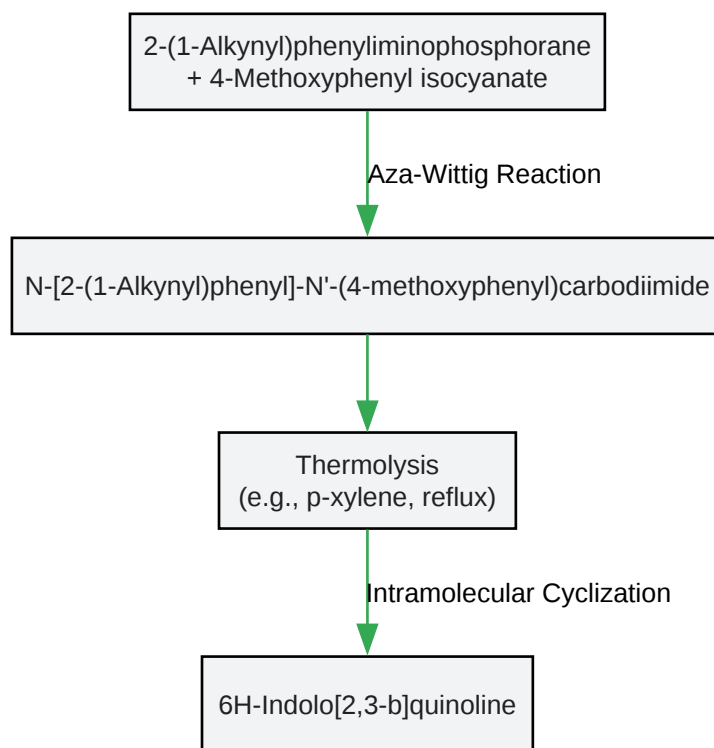 2-(1-Alkynyl)phenyliminophosphorane
+ 4-Methoxyphenyl isocyanate
Aza-Wittig Reaction
N-[2-(1-Alkynyl)phenyl]-N'-(4-methoxyphenyl)carbodiimide
Thermolysis
(e.g., p-xylene, reflux)
Intramolecular Cyclization
6H-Indolo[2,3-b]quinoline